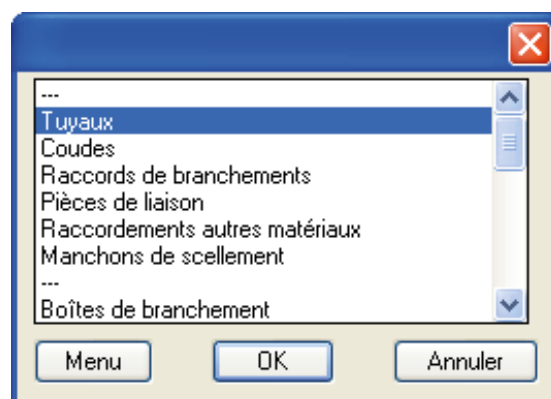 ---
Tuyaux
Coudes
Raccords de branchements
Pièces de liaison
Raccordements autres matériaux
Manchons de scellement
---
Boîtes de branchement
Menu OK Annuler